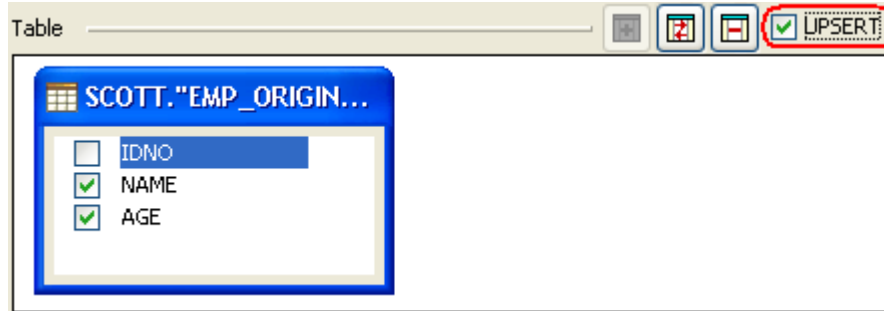 Table
UPSERT
SCOTT."EMP_ORIGIN...
IDNO
NAME
AGE